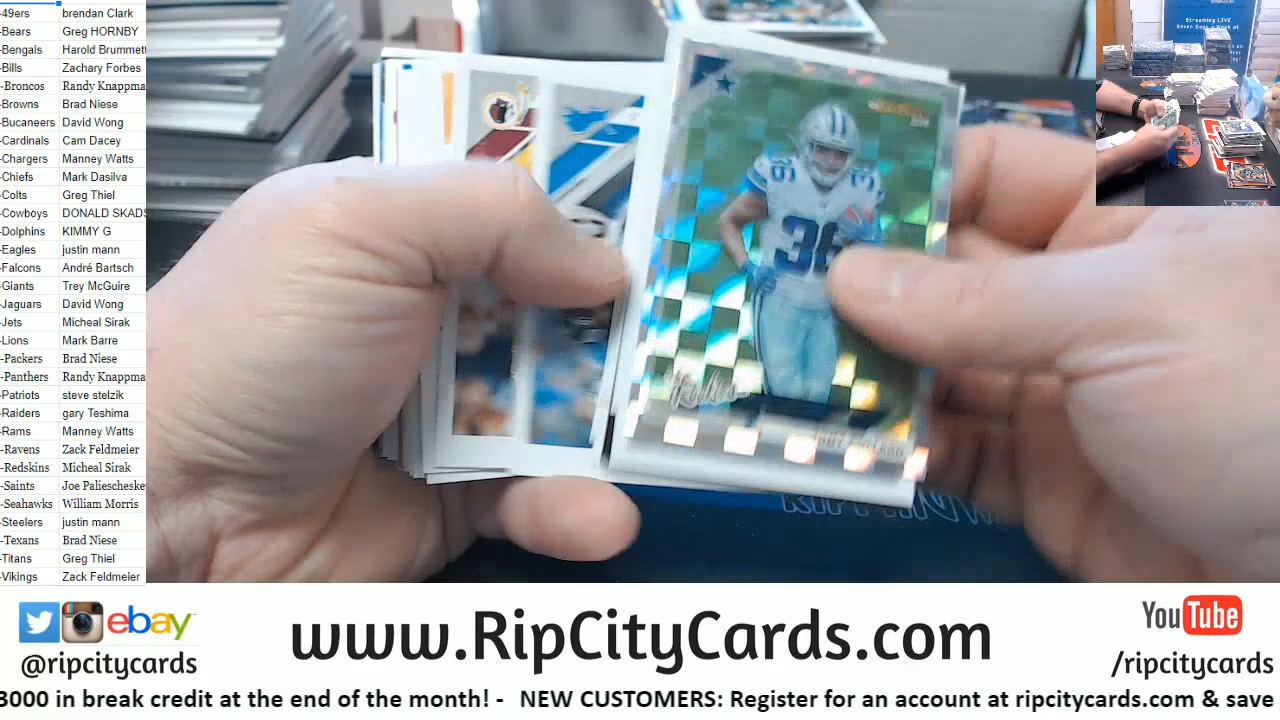 -49ers brendan Clark
-Bears Greg HORNBY
-Bengals Harold Brummett
-Bills Zachary Forbes
-Broncos Randy Knappma
-Browns Brad Niese
-Bucaneers David Wong
-Cardinals Cam Dacey
-Chargers Manney Watts
-Chiefs Mark Dasilva
-Colts Greg Thiel
-Cowboys DONALD SKADS
-Dolphins KIMMY G
-Eagles justin mann
-Falcons André Bartsch
-Giants Trey McGuire
-Jaguars David Wong
-Jets Micheal Sirak
-Lions Mark Barre
-Packers Brad Niese
-Panthers Randy Knappma
-Patriots steve stelzik
-Raiders gary Teshima
-Rams Manney Watts
-Ravens Zack Feldmeier
-Redskins Micheal Sirak
-Saints Joe Paliescheske
-Seahawks William Morris
-Steelers justin mann
-Texans Brad Niese
-Titans Greg Thiel
-Vikings Zack Feldmeier
36
36
Streaming LIVE
ebay
@ripcitycards
www.RipCityCards.com
YouTube
/ripcitycards
3000 in break credit at the end of the month! - NEW CUSTOMERS: Register for an account at ripcitycards.com & save